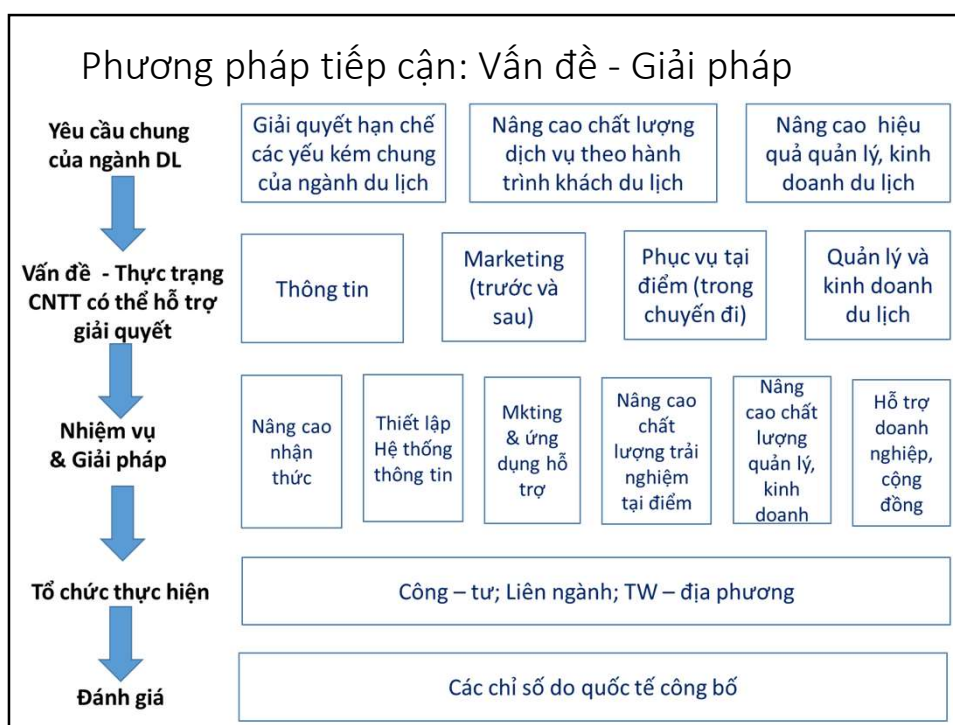 Phương pháp tiếp cận: Vấn đề - Giải pháp
Yêu cầu chung
của ngành DL
Giải quyết hạn chế
các yếu kém chung
của ngành du lịch
Nâng cao chất lượng
dịch vụ theo hành
trình khách du lịch
Nâng cao hiệu
quả quản lý, kinh
doanh du lịch
Vấn đề - Thực trạng
CNTT có thể hỗ trợ
giải quyết
Thông tin
Marketing
(trước và
sau)
Phục vụ tại
điểm (trong
chuyến đi)
Quản lý và
kinh doanh
du lịch
Nhiệm vụ
& Giải pháp
Nâng cao
nhận
thức
Thiết lập
Hệ thống
thông tin
Mkting
& ứng
dụng hỗ
trợ
Nâng cao
chất
lượng trải
nghiệm
tại điểm
Nâng
cao chất
lượng
quản lý,
kinh
doanh
Hỗ trợ
doanh
nghiệp,
cộng
đồng
Tổ chức thực hiện
Công – tư; Liên ngành; TW – địa phương
Đánh giá
Các chỉ số do quốc tế công bố